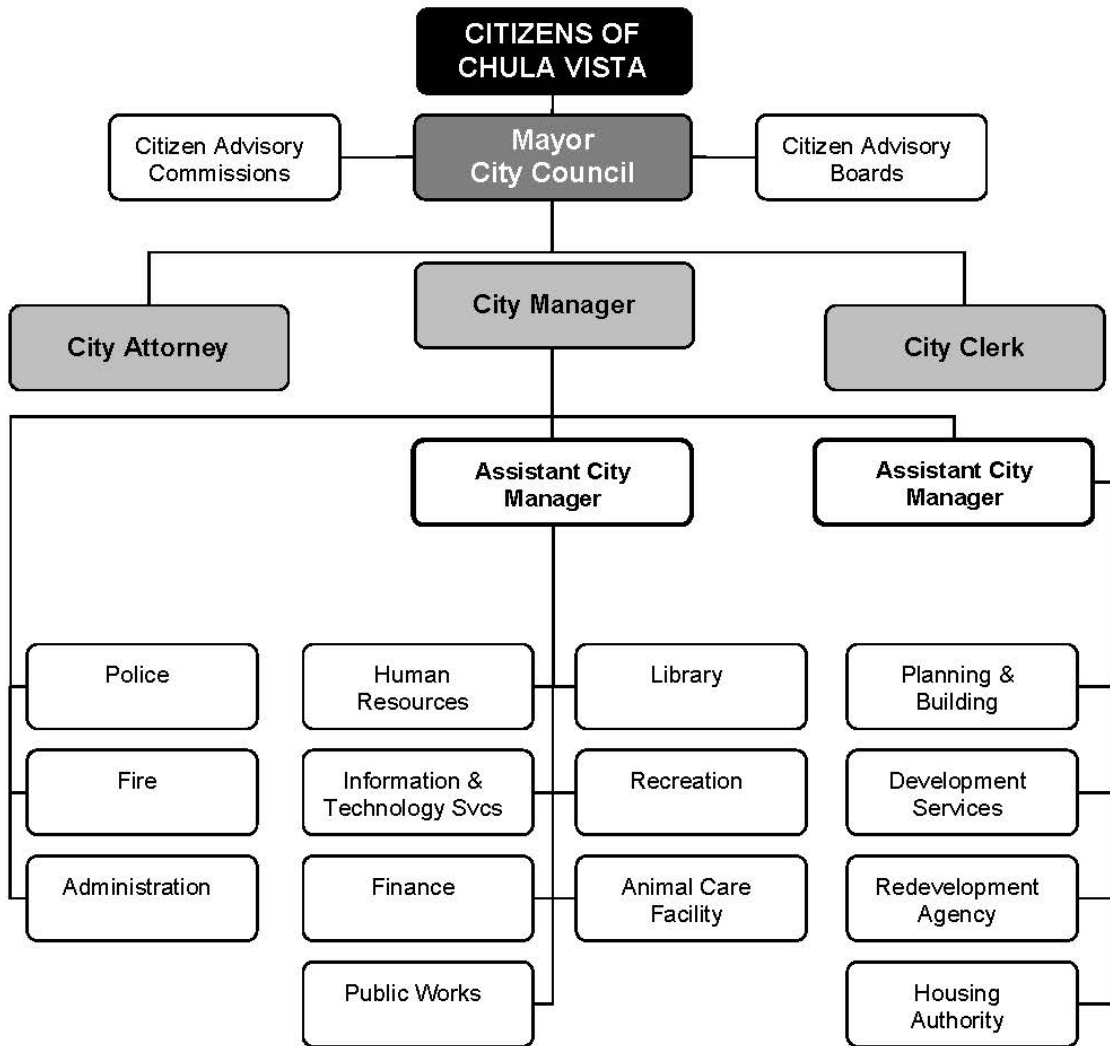 CITIZENS OF
CHULA VISTA
Citizen Advisory
Commissions
Mayor
City Council
Citizen Advisory
Boards
City Attorney
City Manager
City Clerk
Assistant City
Manager
Assistant City
Manager
Police
Human
Resources
Library
Planning &
Building
Fire
Information &
Technology Svcs
Recreation
Development
Services
Administration
Finance
Animal Care
Facility
Redevelopment
Agency
Public Works
Housing
Authority